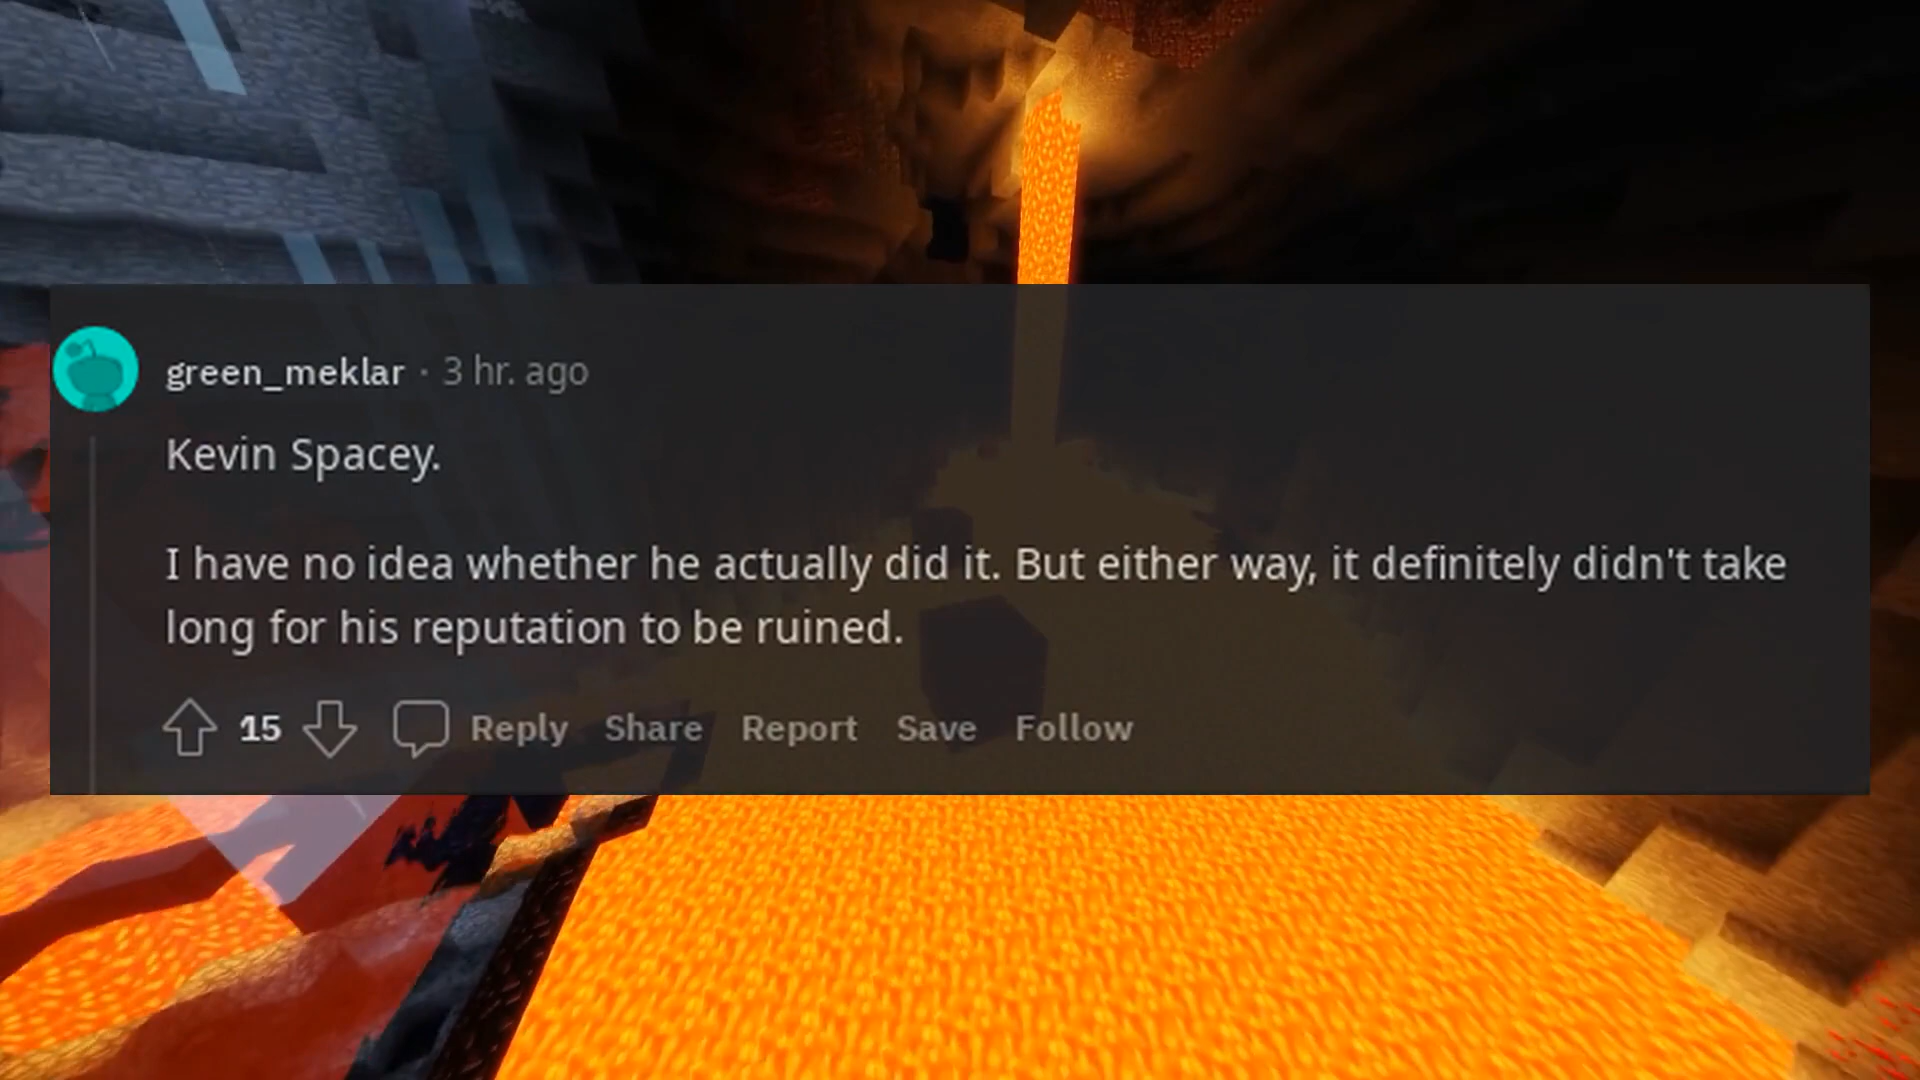 green_meklar · 3 hr. ago
Kevin Spacey.
I have no idea whether he actually did it. But either way, it definitely didn't take
long for his reputation to be ruined.
15 Reply Share Report Save Follow